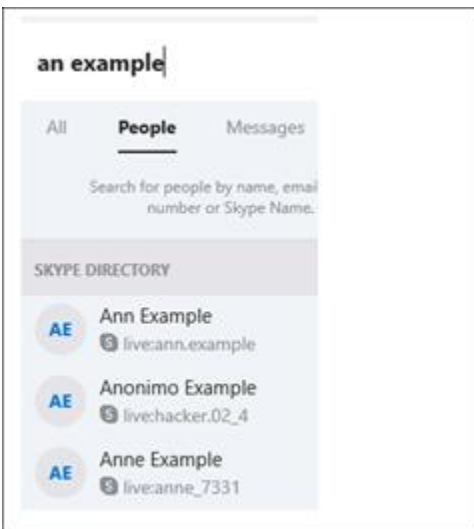 an example
All People Messages
Search for people by name, emai
number or Skype Name.
SKYPE DIRECTORY
AE Ann Example
live:ann.example
AE Anonimo Example
live:hacker.02_4
AE Anne Example
live:anne_7331